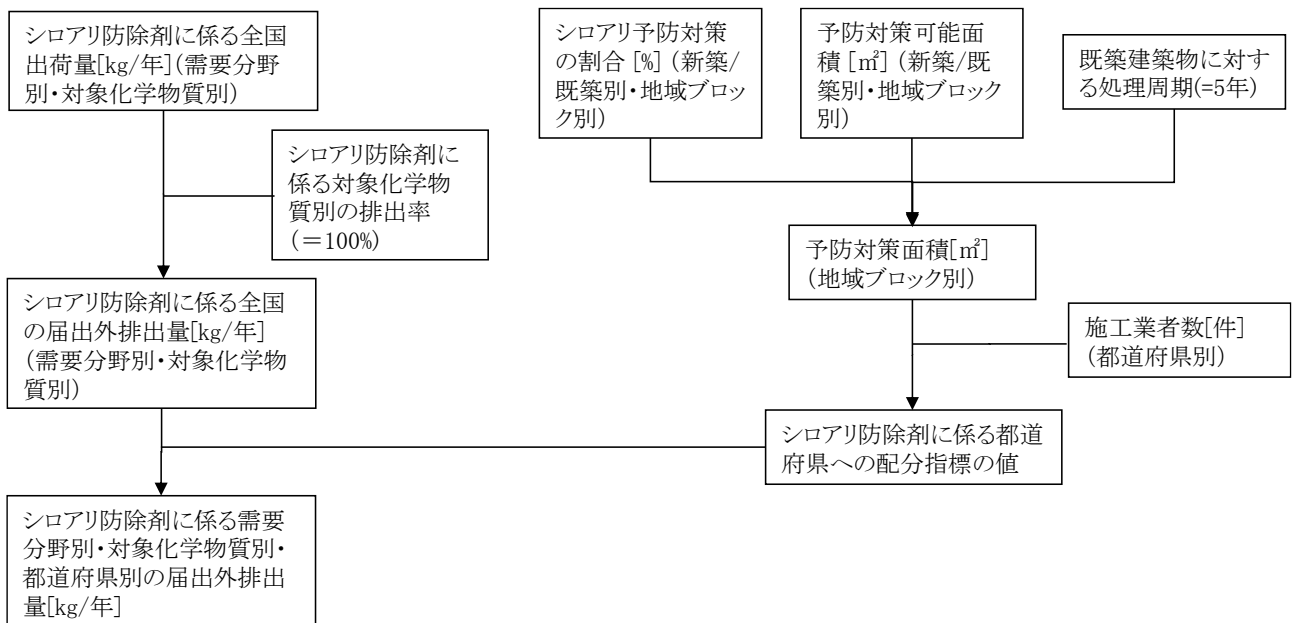 シロアリ防除剤に係る全国
出荷量[kg/年](需要分野
別・対象化学物質別)
シロアリ防除剤に
係る対象化学物
質別の排出率
(=100%)
シロアリ防除剤に係る全国
の届出外排出量[kg/年]
(需要分野別・対象化学物
質別)
シロアリ予防対策
の割合 [%] (新築/
既築別・地域ブロッ
ク別)
予防対策可能面
積 [㎡] (新築/既
築別・地域ブロック
別)
既築建築物に対す
る処理周期(=5年)
予防対策面積[㎡]
(地域ブロック別)
施工業者数[件]
(都道府県別)
シロアリ防除剤に係る都道
府県への配分指標の値
シロアリ防除剤に係る需要
分野別・対象化学物質別・
都道府県別の届出外排出
量[kg/年]